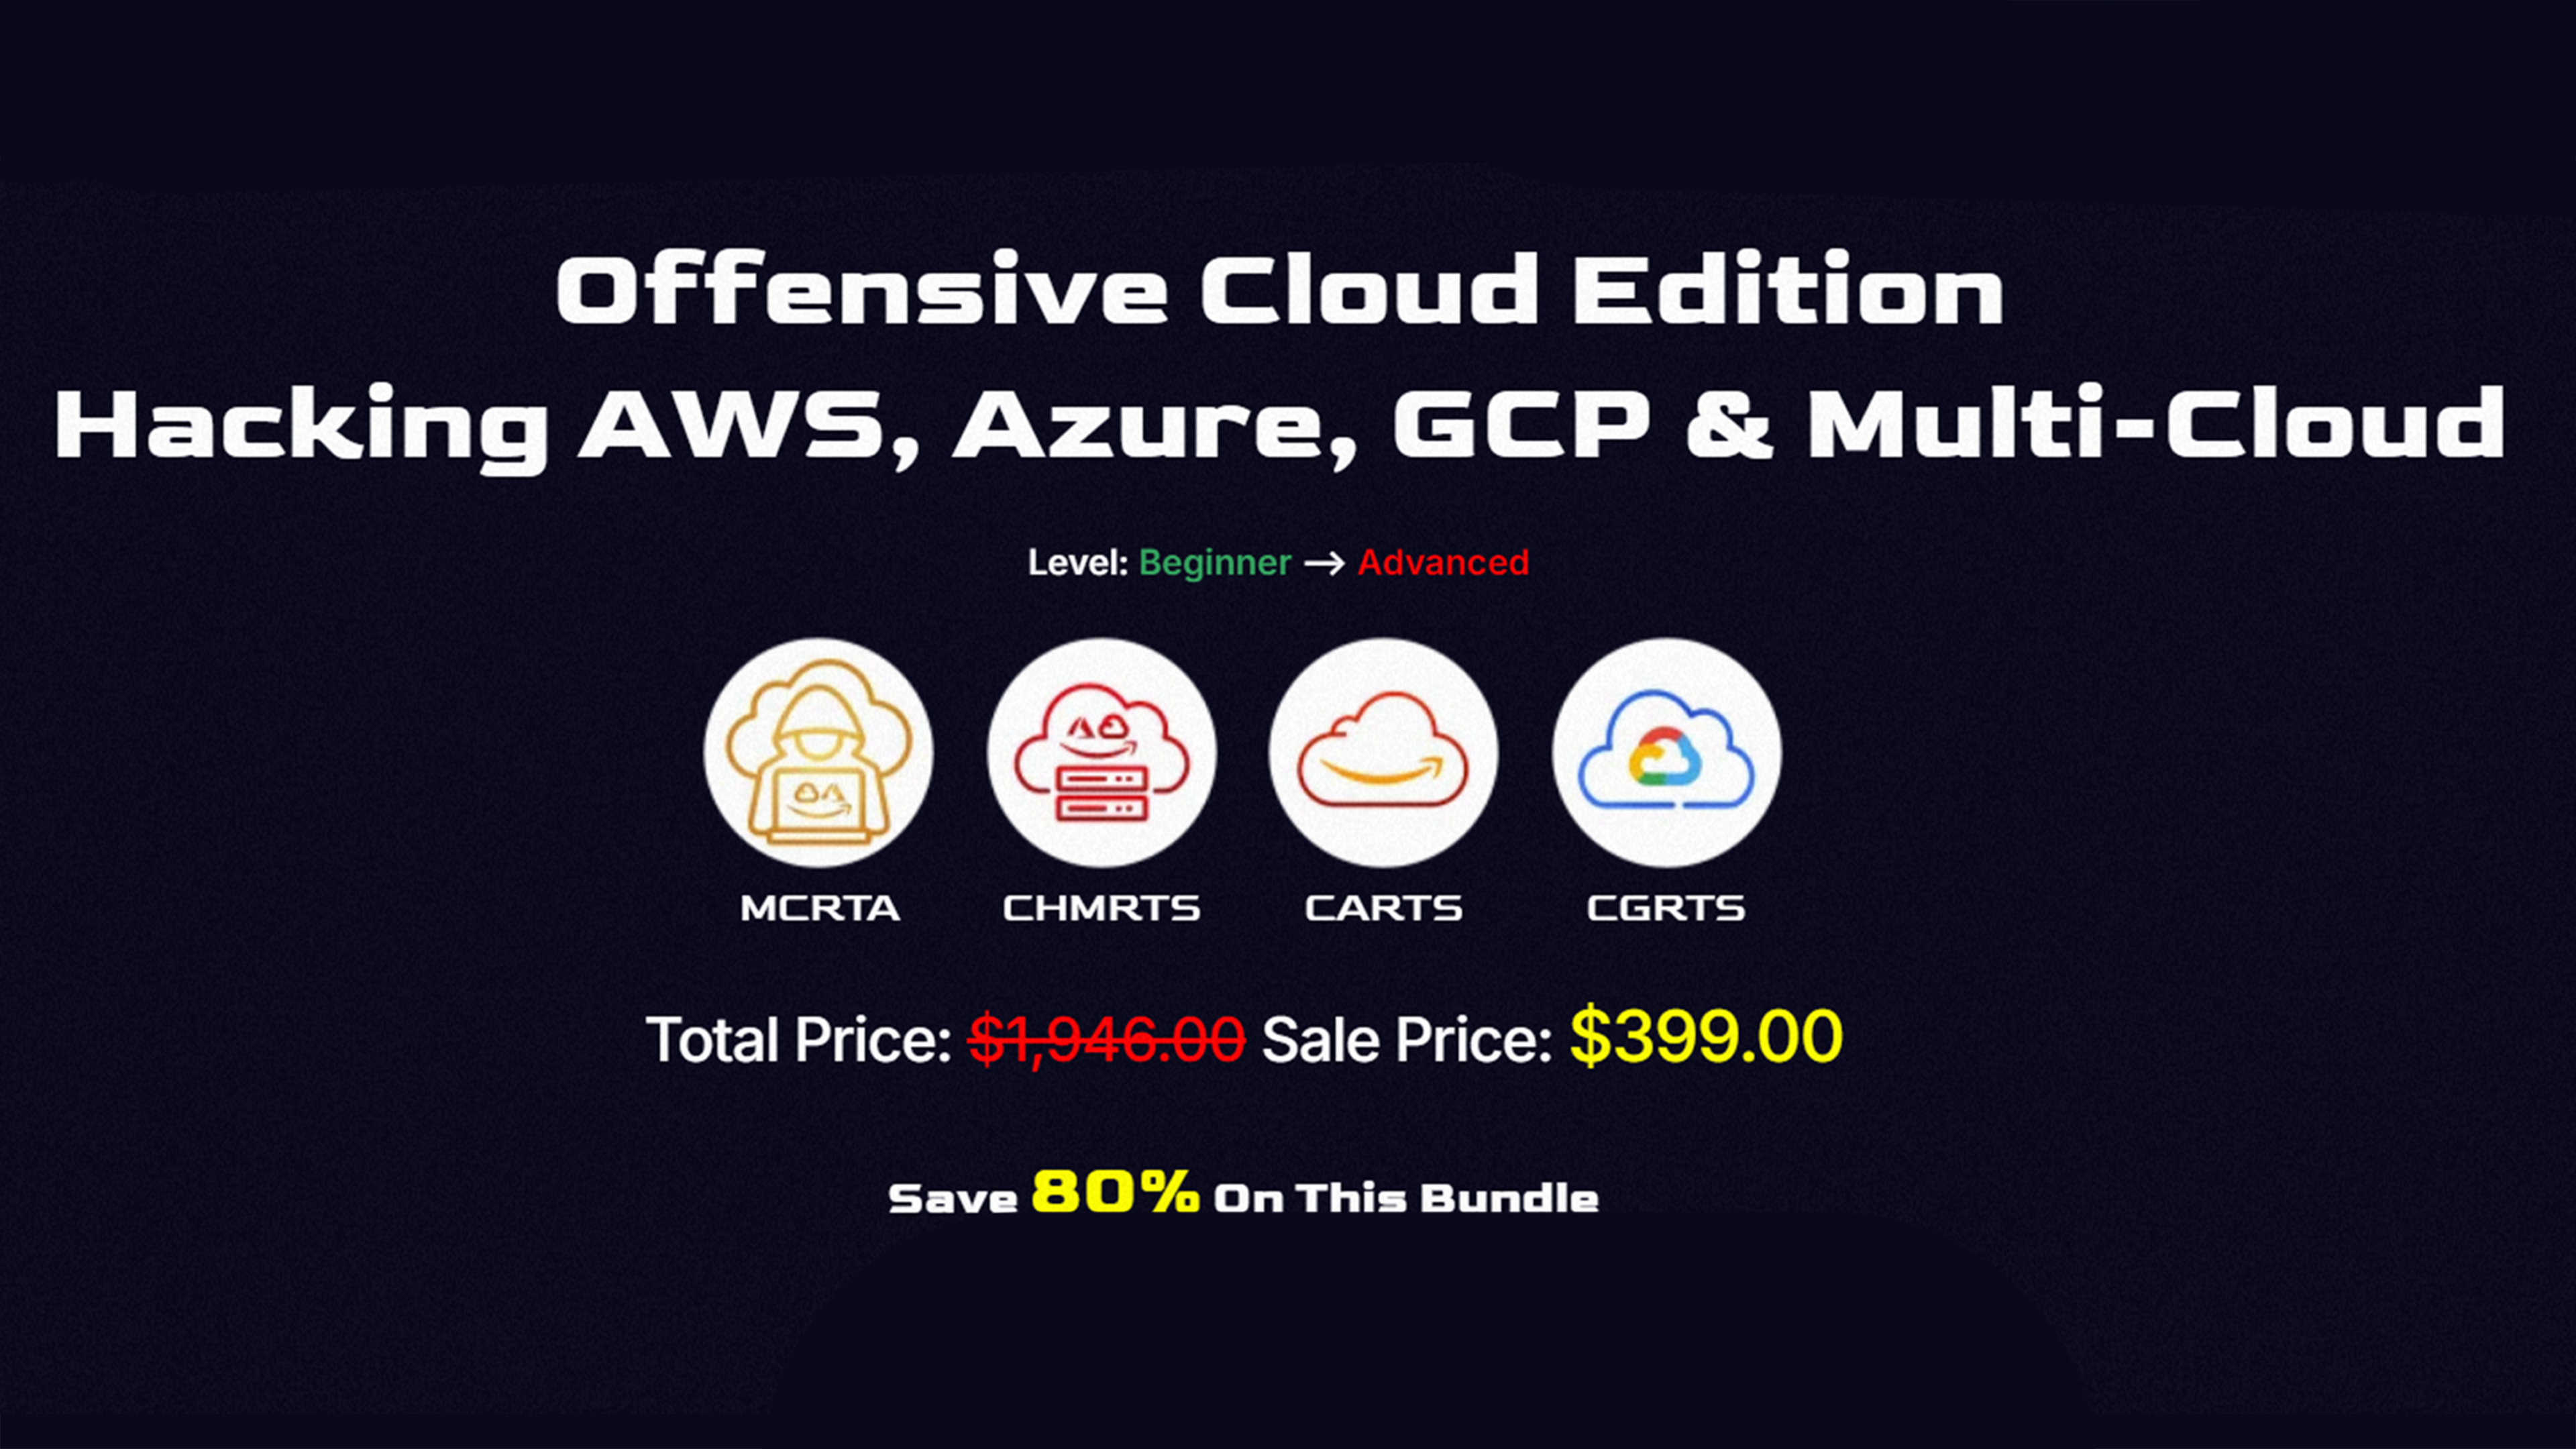 Offensive Cloud Edition
Hacking AWS, Azure, GCP & Multi-Cloud
Level: Beginner → Advanced
MCRTA CHMRTS CARTS CGRTS
Total Price: $1,946.00 Sale Price: $399.00
Save 80% On This Bundle